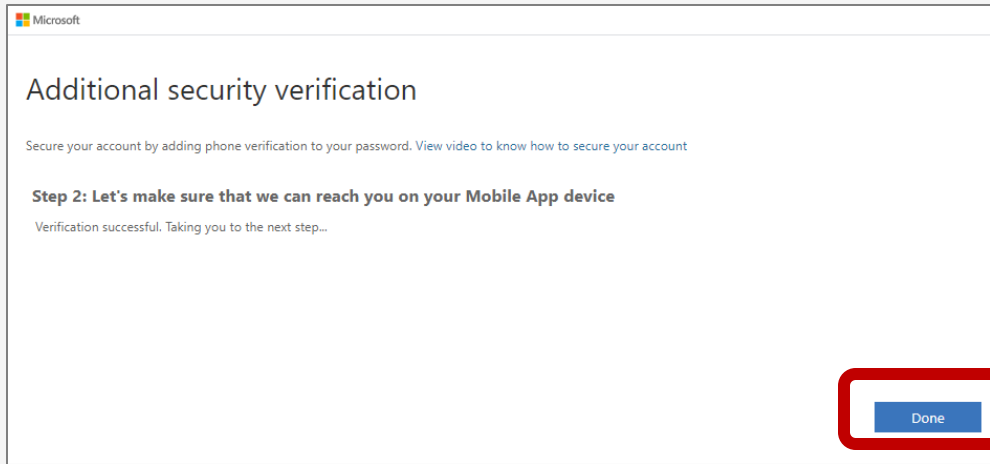 Microsoft
Additional security verification
Secure your account by adding phone verification to your password. View video to know how to secure your account
Step 2: Let's make sure that we can reach you on your Mobile App device
Verification successful. Taking you to the next step...
Done